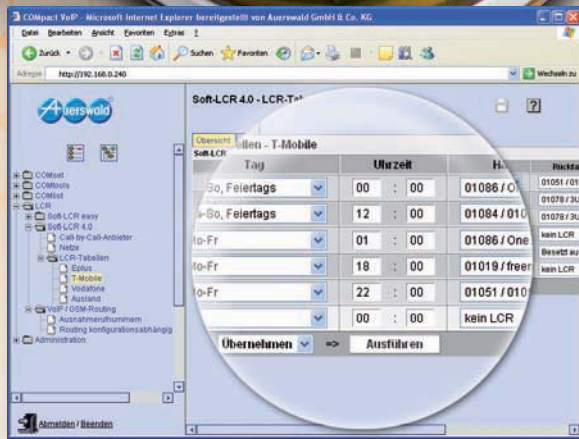 COMpact VoIP - Microsoft Internet Explorer bereitgestellt von Auerswald GmbH & Co. KG
Datei Bearbeiten Ansicht Favoriten Extras ?
Zurück Suchen Favoriten
Adresse http://192.168.0.240 Wechseln zu
Auerswald
COMset
COMtools
COMlist
LCR
Soft-LCR easy
Soft-LCR 4.0
Call-by-Call-Anbieter
Netze
LCR-Tabellen
Eplus
T-Mobile
Vodafone
Ausland
VoIP / GSM-Routing
Ausnahmerufnummern
Routing konfigurationsabhängig
Administration
Abmelden / Beenden
Soft-LCR 4.0 - LCR-Tabellen
Übersicht
Soft-LCR
ellen - T-Mobile
Tag Uhrzeit
So, Feiertags 00 : 00 01086 / O
-So, Feiertags 12 : 00 01084 / 010
Mo-Fr 01 : 00 01086 / One
Mo-Fr 18 : 00 01019 / freen
Mo-Fr 22 : 00 01051 / 010
00 : 00 kein LCR
Übernehmen => Ausführen
01051 / 01
01078 / 3U
01078 / 3U
kein LCR
Besetzt au
kein LCR